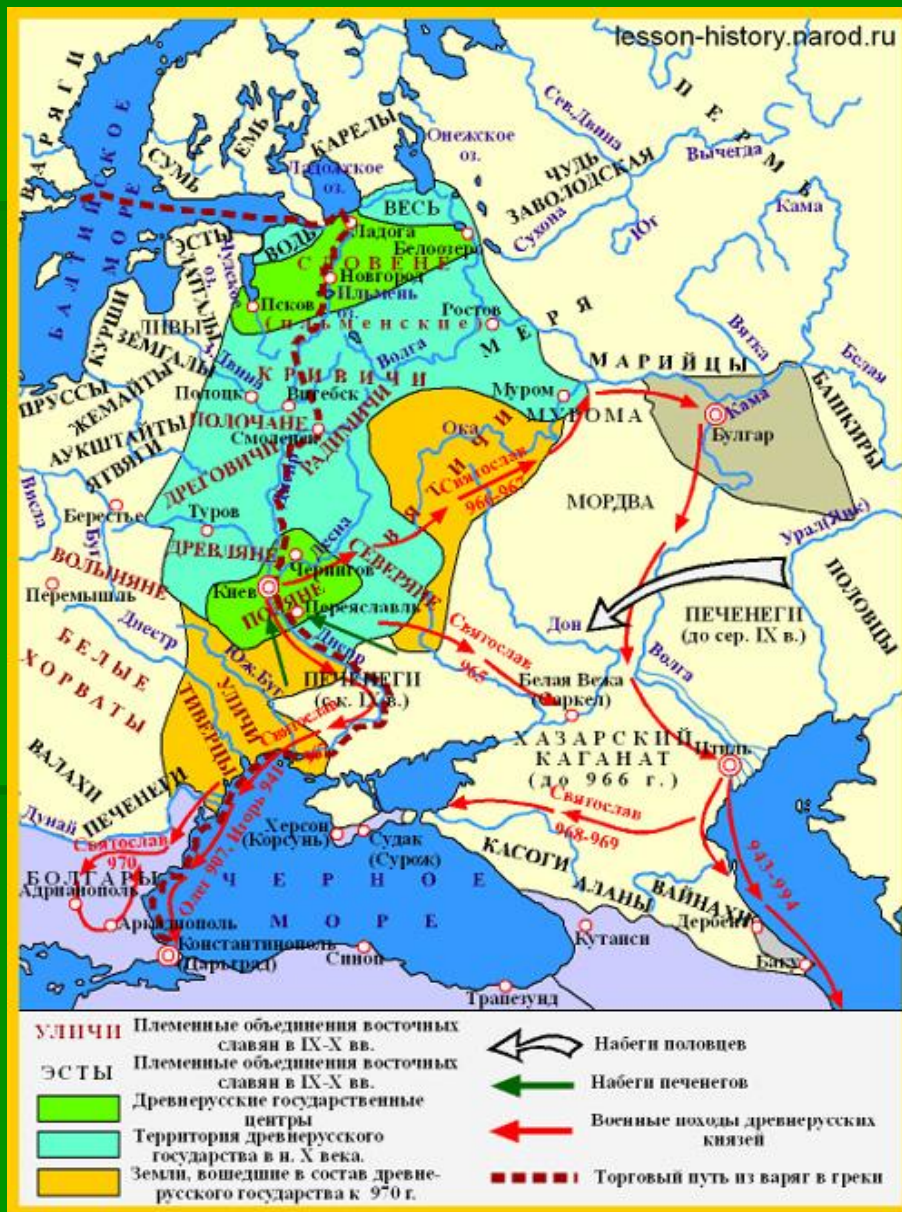 lesson-history.narod.ru
ВАРЯГИ
БАЛТИЙСКОЕ
МОРЕ
СУМЬ
ЕМЬ
КАРЕЛЫ
Ладожское
оз.
Онежское
оз.
Сев.Двина
ПЕРМЬ
Вычегда
ЧУДЬ
ЗАВОЛОЦКАЯ
Сухона
Юг
Кама
ВЕСЬ
ВОДЬ
Ладога
Белоозеро
СЛОВЕНЕ
Новгород
Ильмень
оз.
(ильменские)
Псков
Чудское
оз.
ЭСТЫ
ЛАТГАЛЫ
ЛИВЫ
КУРШИ
ЗЕМГАЛЫ
З.Двина
ПРУССЫ
ЖЕМАЙТЫ
АУКШТАЙТЫ
ЯТВЯГИ
Ростов
МЕРЯ
Волга
КРИВИЧИ
Полоцк
Витебск
ПОЛОЧАНЕ
Смоленск
РАДИМИЧИ
ДРЕГОВИЧИ
Днепр
Муром
МУРОМА
МАРИЙЦЫ
Вятка
Белая
Кама
Булгар
БАШКИРЫ
Ока
ВЯТИЧИ
Святослав
966-967
МОРДВА
Висла
Берестье
Буг
Туров
ДРЕВЛЯНЕ
Десна
Чернигов
СЕВЕРЯНЕ
Киев
ПОЛЯНЕ
Переяславль
ВОЛЫНЯНЕ
Перемышль
Днестр
БЕЛЫЕ
ХОРВАТЫ
Юж.Буг
Днепр
ПЕЧЕНЕГИ
(с к. IX в.)
УЛИЧИ
ТИВЕРЦЫ
Святослав
Святослав
965
Дон
Урал(Яик)
ПОЛОВЦЫ
ПЕЧЕНЕГИ
(до сер. IX в.)
Волга
Белая Вежа
(Саркел)
ХАЗАРСКИЙ
КАГАНАТ
(до 966 г.)
Итиль
ВАЛАХИ
ПЕЧЕНЕГИ
Дунай
Святослав
970
БОЛГАРЫ
Адрианополь
Аркадиополь
Константинополь
(Царьград)
Олег 907, Игорь 941
Херсон
(Корсунь)
Судак
(Сурож)
ЧЕРНОЕ
МОРЕ
Синоп
Трапезунд
Святослав
968-969
КАСОГИ
АЛАНЫ
ВАЙНАХИ
Кутаиси
Дербент
Баку
943-994
УЛИЧИ
Племенные объединения восточных
славян в IX-X вв.
ЭСТЫ
Племенные объединения восточных
славян в IX-X вв.
Древнерусские государственные
центры
Территория древнерусского
государства в н. X века.
Земли, вошедшие в состав древне-
русского государства к 970 г.
Набеги половцев
Набеги печенегов
Военные походы древнерусских
князей
Торговый путь из варяг в греки